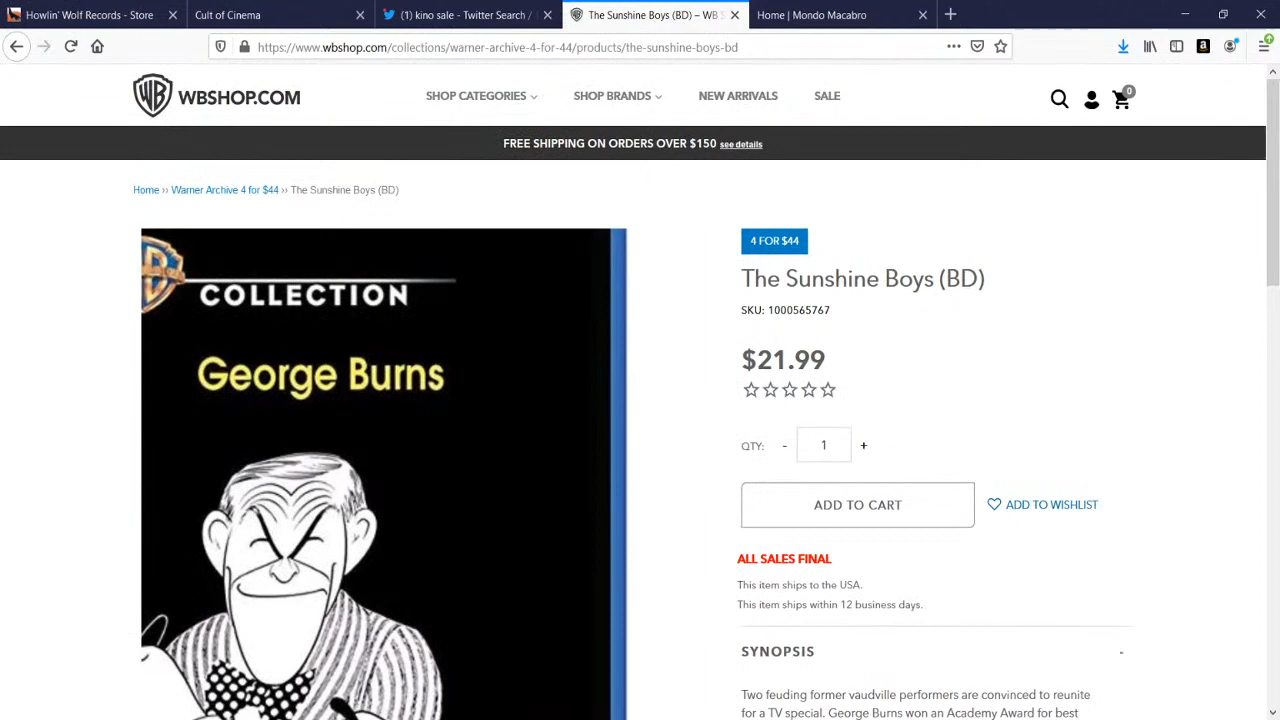 Howlin' Wolf Records - Store
Cult of Cinema
(1) kino sale - Twitter Search /
The Sunshine Boys (BD) – WB S
Home | Mondo Macabro
https://www.wbshop.com/collections/warner-archive-4-for-44/products/the-sunshine-boys-bd
WB WBSHOP.COM
SHOP CATEGORIES
SHOP BRANDS
NEW ARRIVALS
SALE
0
FREE SHIPPING ON ORDERS OVER $150 see details
Home ›› Warner Archive 4 for $44 ›› The Sunshine Boys (BD)
COLLECTION
George Burns
4 FOR $44
The Sunshine Boys (BD)
SKU: 1000565767
$21.99
QTY: - 1 +
ADD TO CART
ADD TO WISHLIST
ALL SALES FINAL
This item ships to the USA.
This item ships within 12 business days.
SYNOPSIS -
Two feuding former vaudville performers are convinced to reunite
for a TV special. George Burns won an Academy Award for best